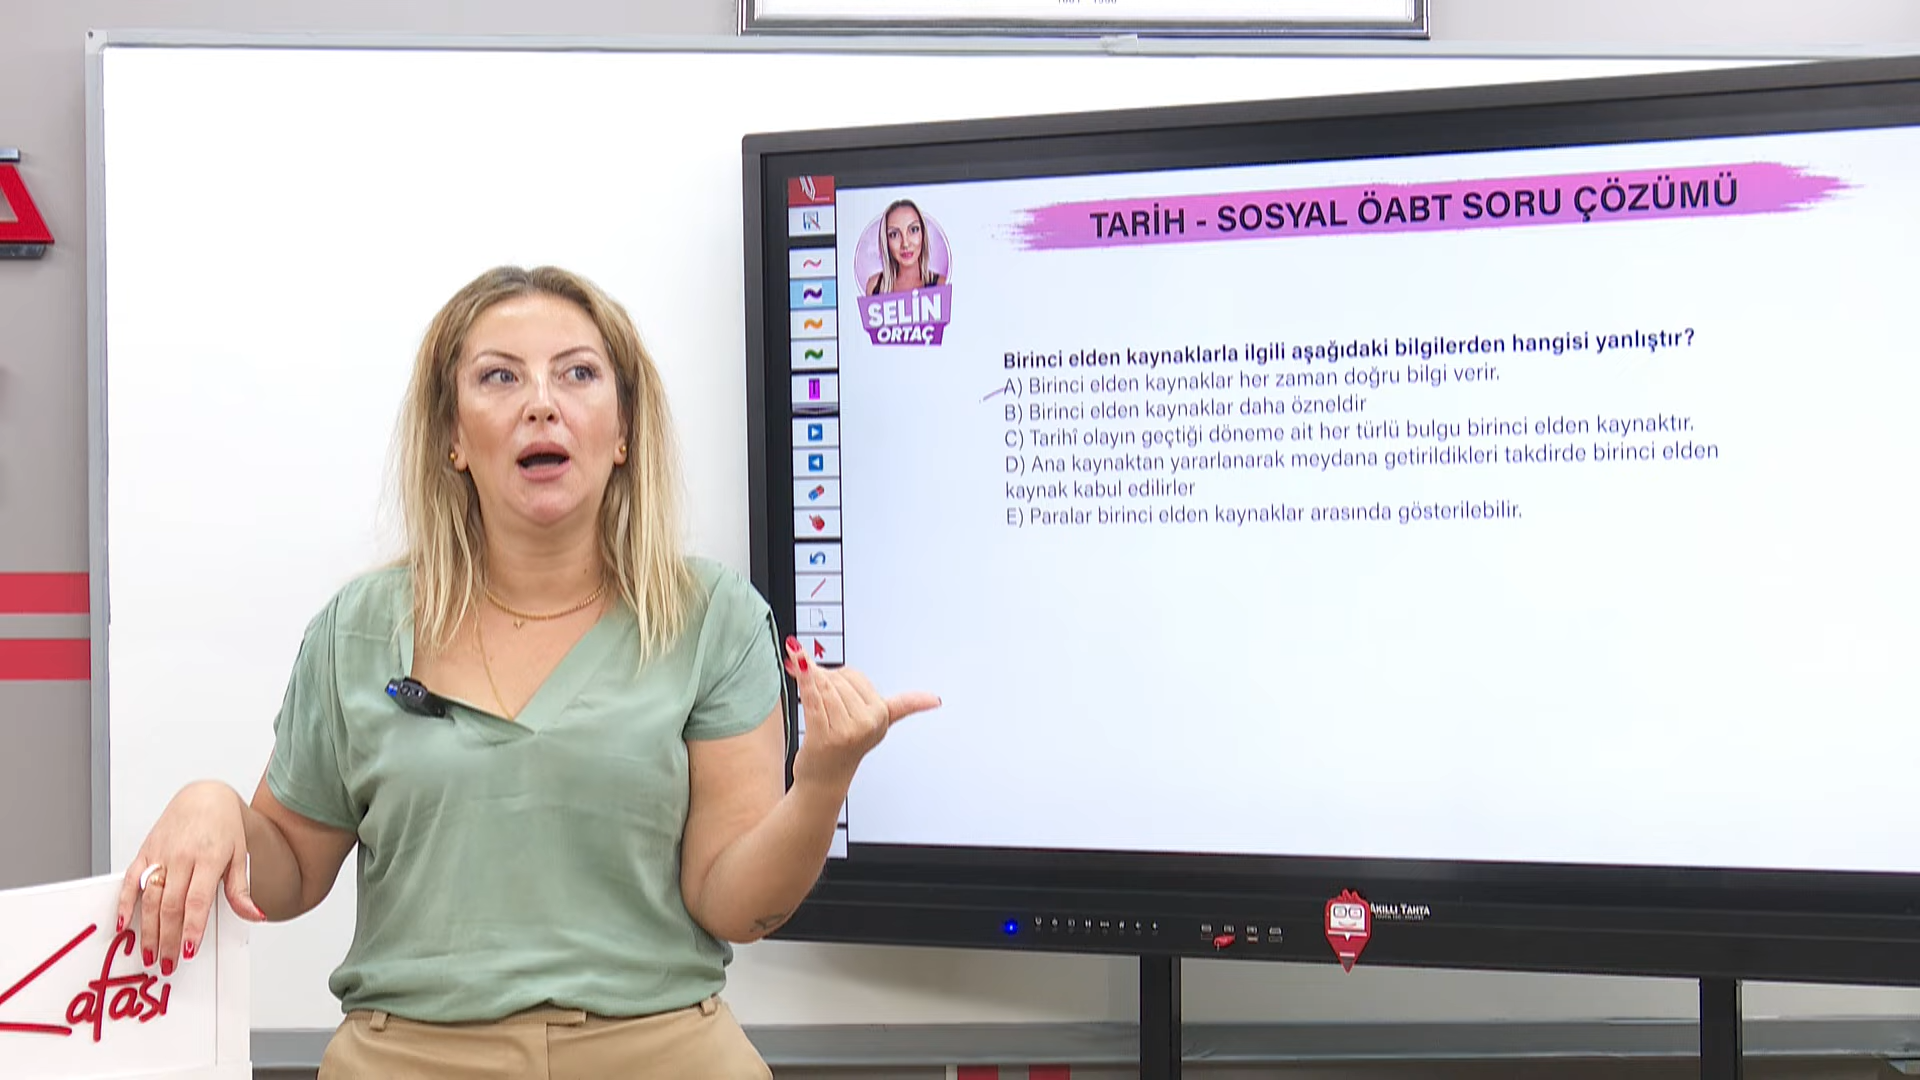 1881 - 1938
TARİH - SOSYAL ÖABT SORU ÇÖZÜMÜ
SELİN
ORTAÇ
Birinci elden kaynaklarla ilgili aşağıdaki bilgilerden hangisi yanlıştır?
A) Birinci elden kaynaklar her zaman doğru bilgi verir.
B) Birinci elden kaynaklar daha özneldir
C) Tarihî olayın geçtiği döneme ait her türlü bulgu birinci elden kaynaktır.
D) Ana kaynaktan yararlanarak meydana getirildikleri takdirde birinci elden
kaynak kabul edilirler
E) Paralar birinci elden kaynaklar arasında gösterilebilir.
AKILLI TAHTA
Kafası